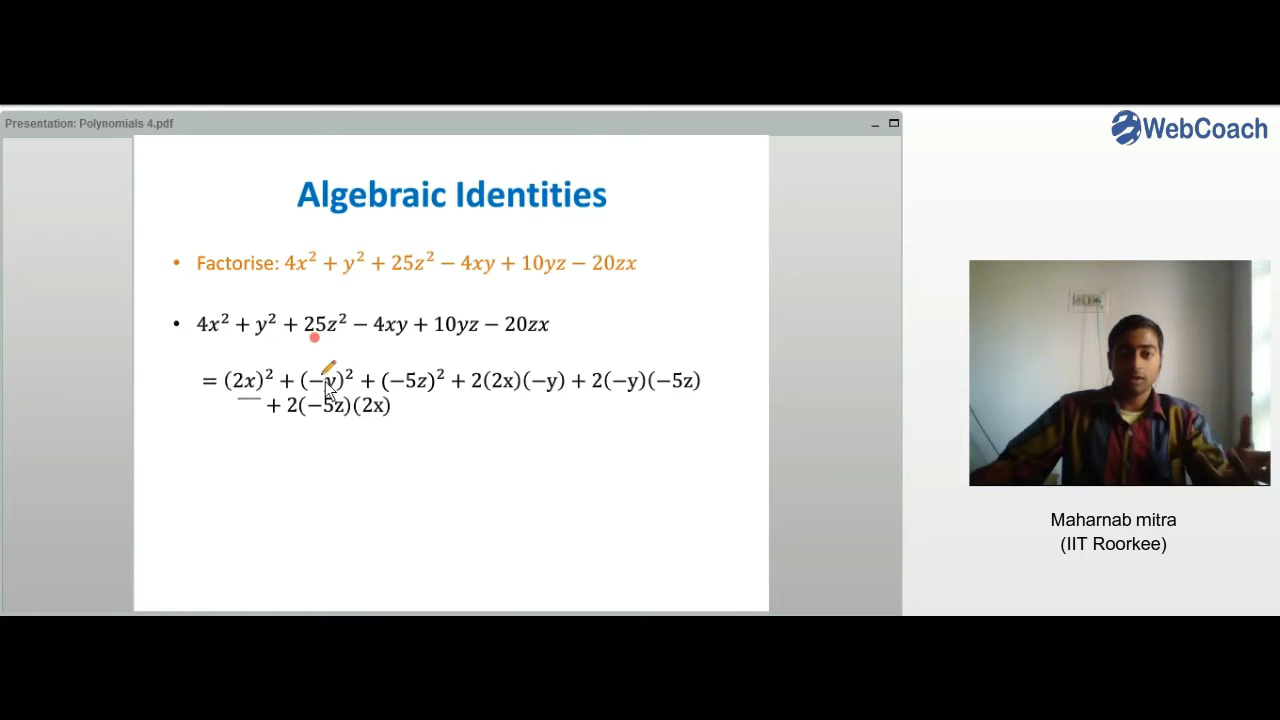 Presentation: Polynomials 4.pdf
WebCoach
Algebraic Identities
• Factorise: 4x² + y² + 25z² − 4xy + 10yz − 20zx
• 4x² + y² + 25z² − 4xy + 10yz − 20zx
= (2x)² + (−y)² + (−5z)² + 2(2x)(−y) + 2(−y)(−5z)
+ 2(−5z)(2x)
Maharnab mitra
(IIT Roorkee)